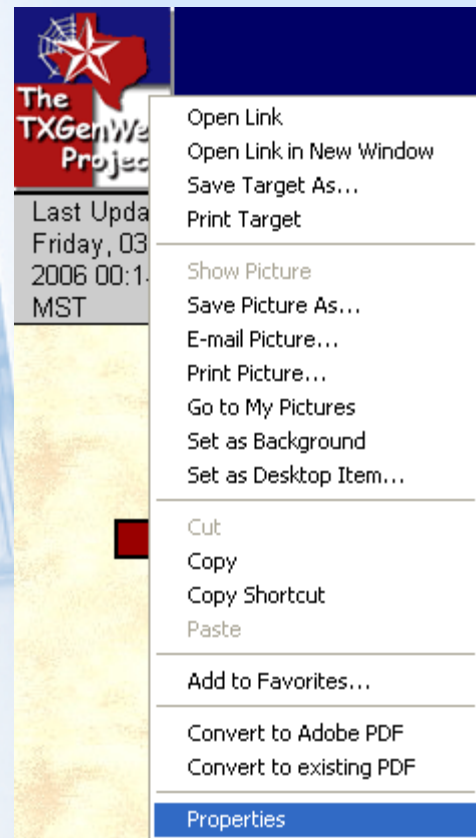 The
TXGenWe
Projec
Last Upda
Friday, 03
2006 00:1
MST
Open Link
Open Link in New Window
Save Target As...
Print Target
Show Picture
Save Picture As...
E-mail Picture...
Print Picture...
Go to My Pictures
Set as Background
Set as Desktop Item...
Cut
Copy
Copy Shortcut
Paste
Add to Favorites...
Convert to Adobe PDF
Convert to existing PDF
Properties